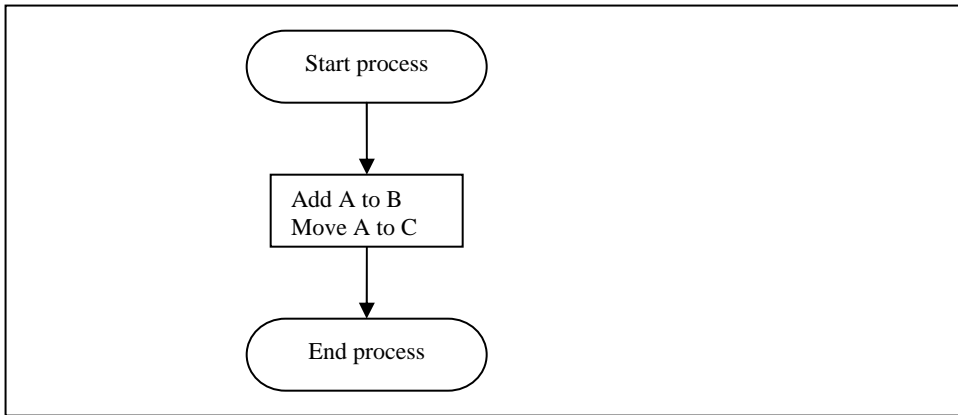 Start process
Add A to B
Move A to C
End process